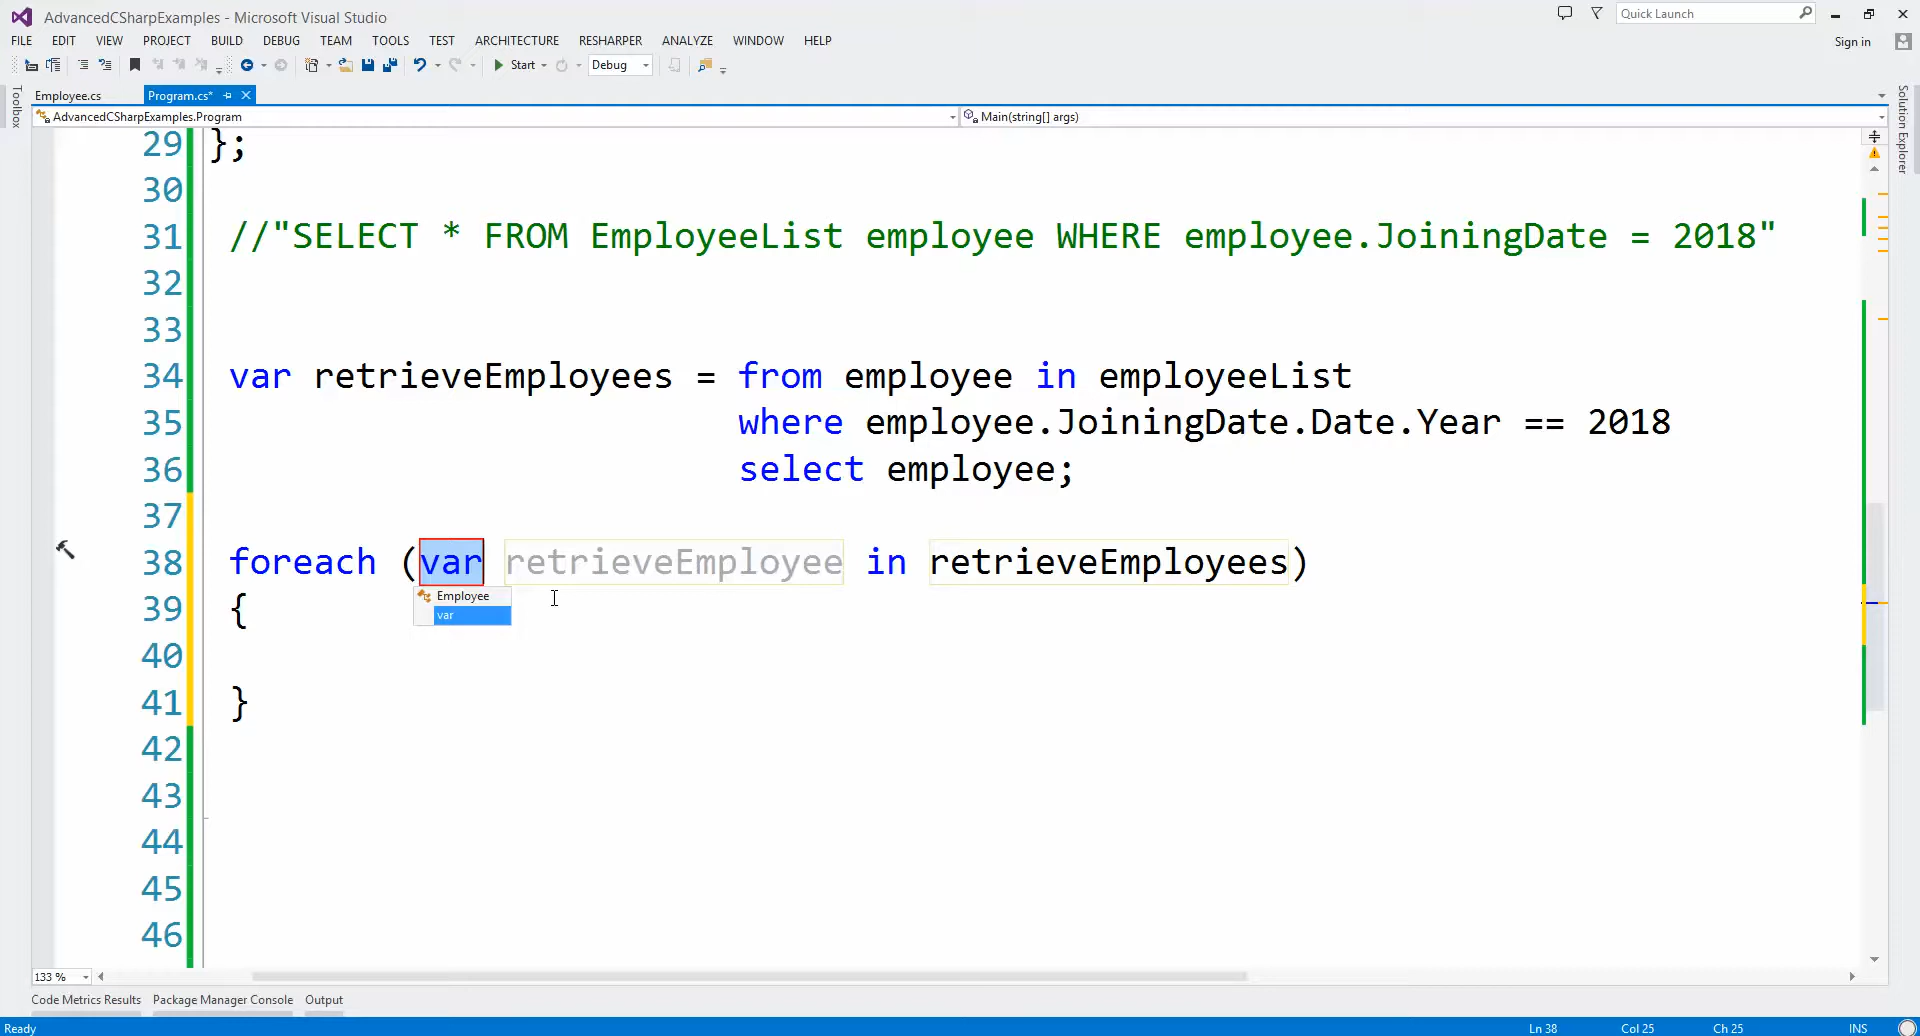 AdvancedCSharpExamples - Microsoft Visual Studio
Quick Launch
FILE EDIT VIEW PROJECT BUILD DEBUG TEAM TOOLS TEST ARCHITECTURE RESHARPER ANALYZE WINDOW HELP
Sign in
Start Debug
Toolbox
Employee.cs Program.cs*
Solution Explorer
AdvancedCSharpExamples.Program Main(string[] args)
29 };
30
31 //"SELECT * FROM EmployeeList employee WHERE employee.JoiningDate = 2018"
32
33
34 var retrieveEmployees = from employee in employeeList
35 where employee.JoiningDate.Date.Year == 2018
36 select employee;
37
38 foreach (var retrieveEmployee in retrieveEmployees)
Employee
39 {
var
40
41 }
42
43
44
45
46
133 %
Code Metrics Results Package Manager Console Output
Ready Ln 38 Col 25 Ch 25 INS